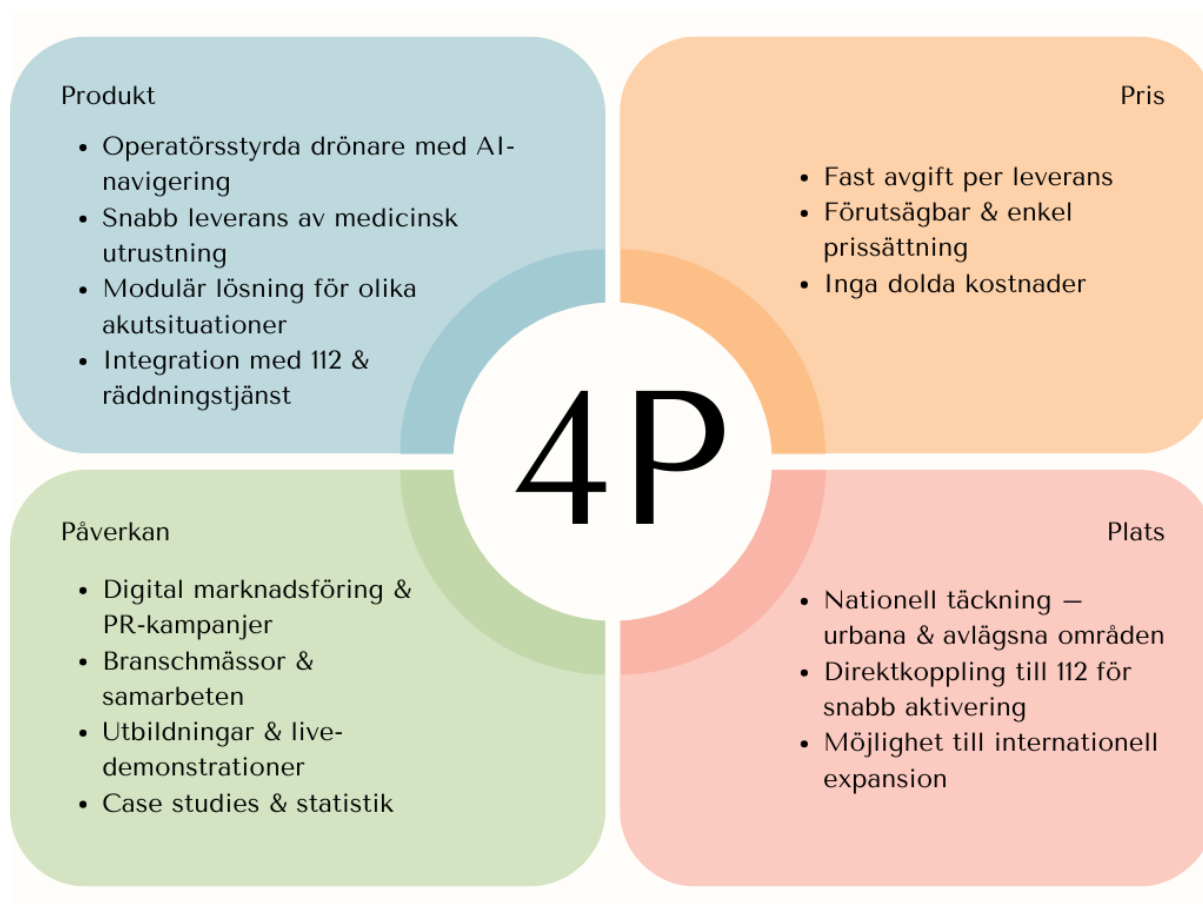 Produkt
• Operatörsstyrda drönare med AI-
navigering
• Snabb leverans av medicinsk
utrustning
• Modulär lösning för olika
akutsituationer
• Integration med 112 &
räddningstjänst
Pris
• Fast avgift per leverans
• Förutsägbar & enkel
prissättning
• Inga dolda kostnader
4P
Påverkan
• Digital marknadsföring &
PR-kampanjer
• Branschmässor &
samarbeten
• Utbildningar & live-
demonstrationer
• Case studies & statistik
Plats
• Nationell täckning –
urbana & avlägsna områden
• Direktkoppling till 112 för
snabb aktivering
• Möjlighet till internationell
expansion